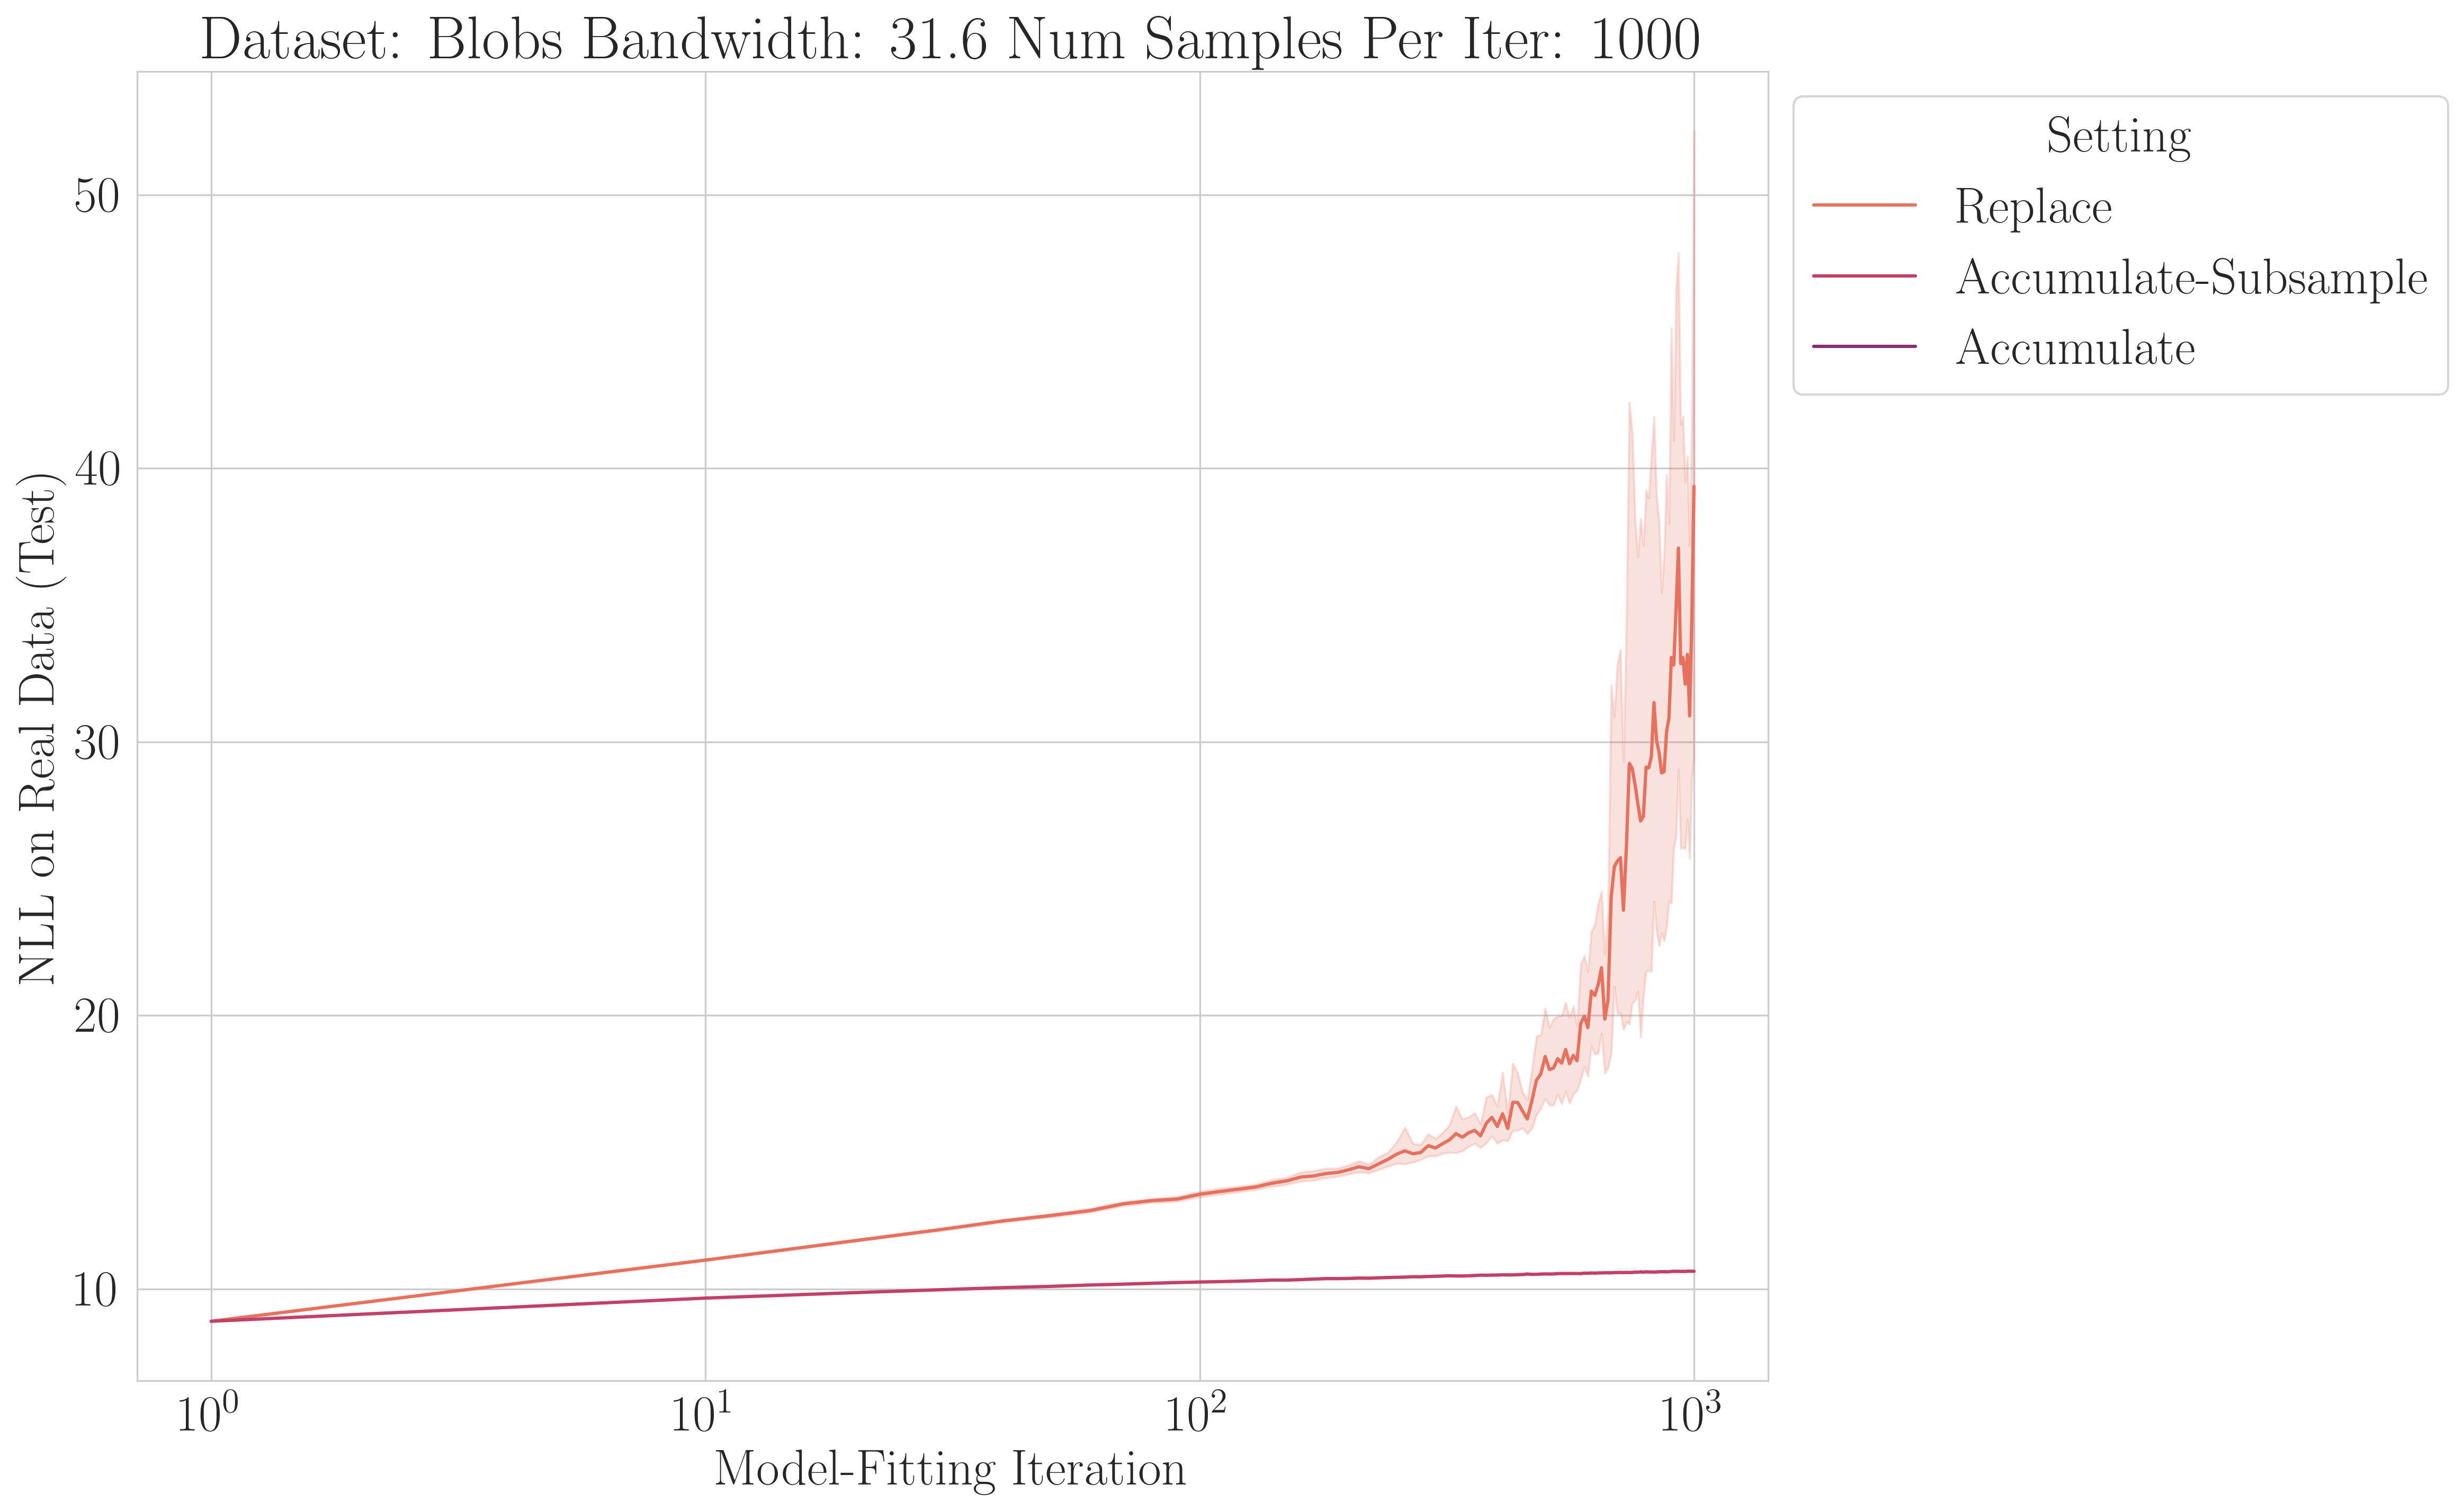 Dataset: Blobs Bandwidth: 31.6 Num Samples Per Iter: 1000
NLL on Real Data (Test)
50
40
30
20
10
10⁰ 10¹ 10² 10³
Model-Fitting Iteration
Setting
Replace
Accumulate-Subsample
Accumulate